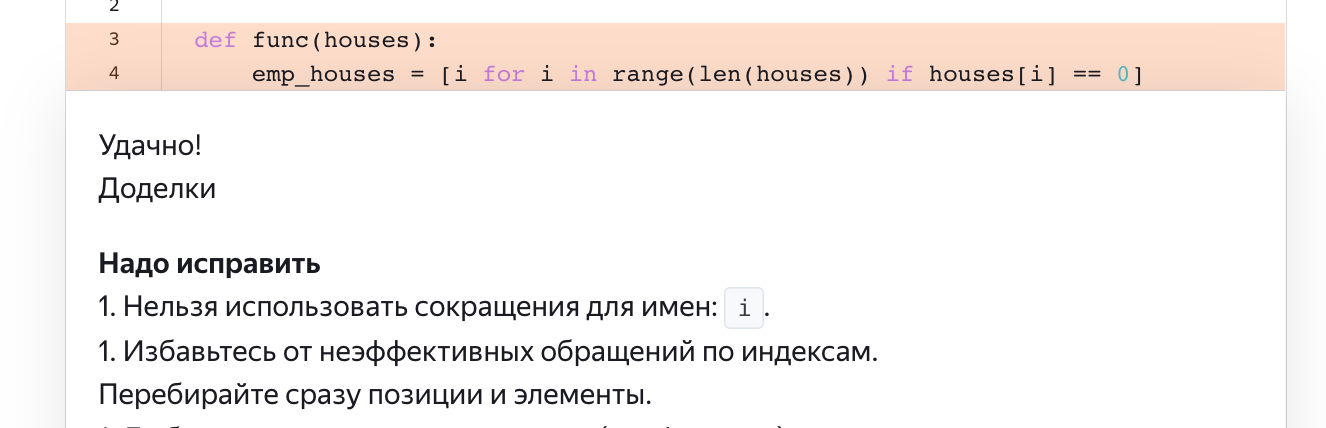 2
3 def func(houses):
4 emp_houses = [i for i in range(len(houses)) if houses[i] == 0]
Удачно!
Доделки
Надо исправить
1. Нельзя использовать сокращения для имен: i.
1. Избавьтесь от неэффективных обращений по индексам.
Перебирайте сразу позиции и элементы.